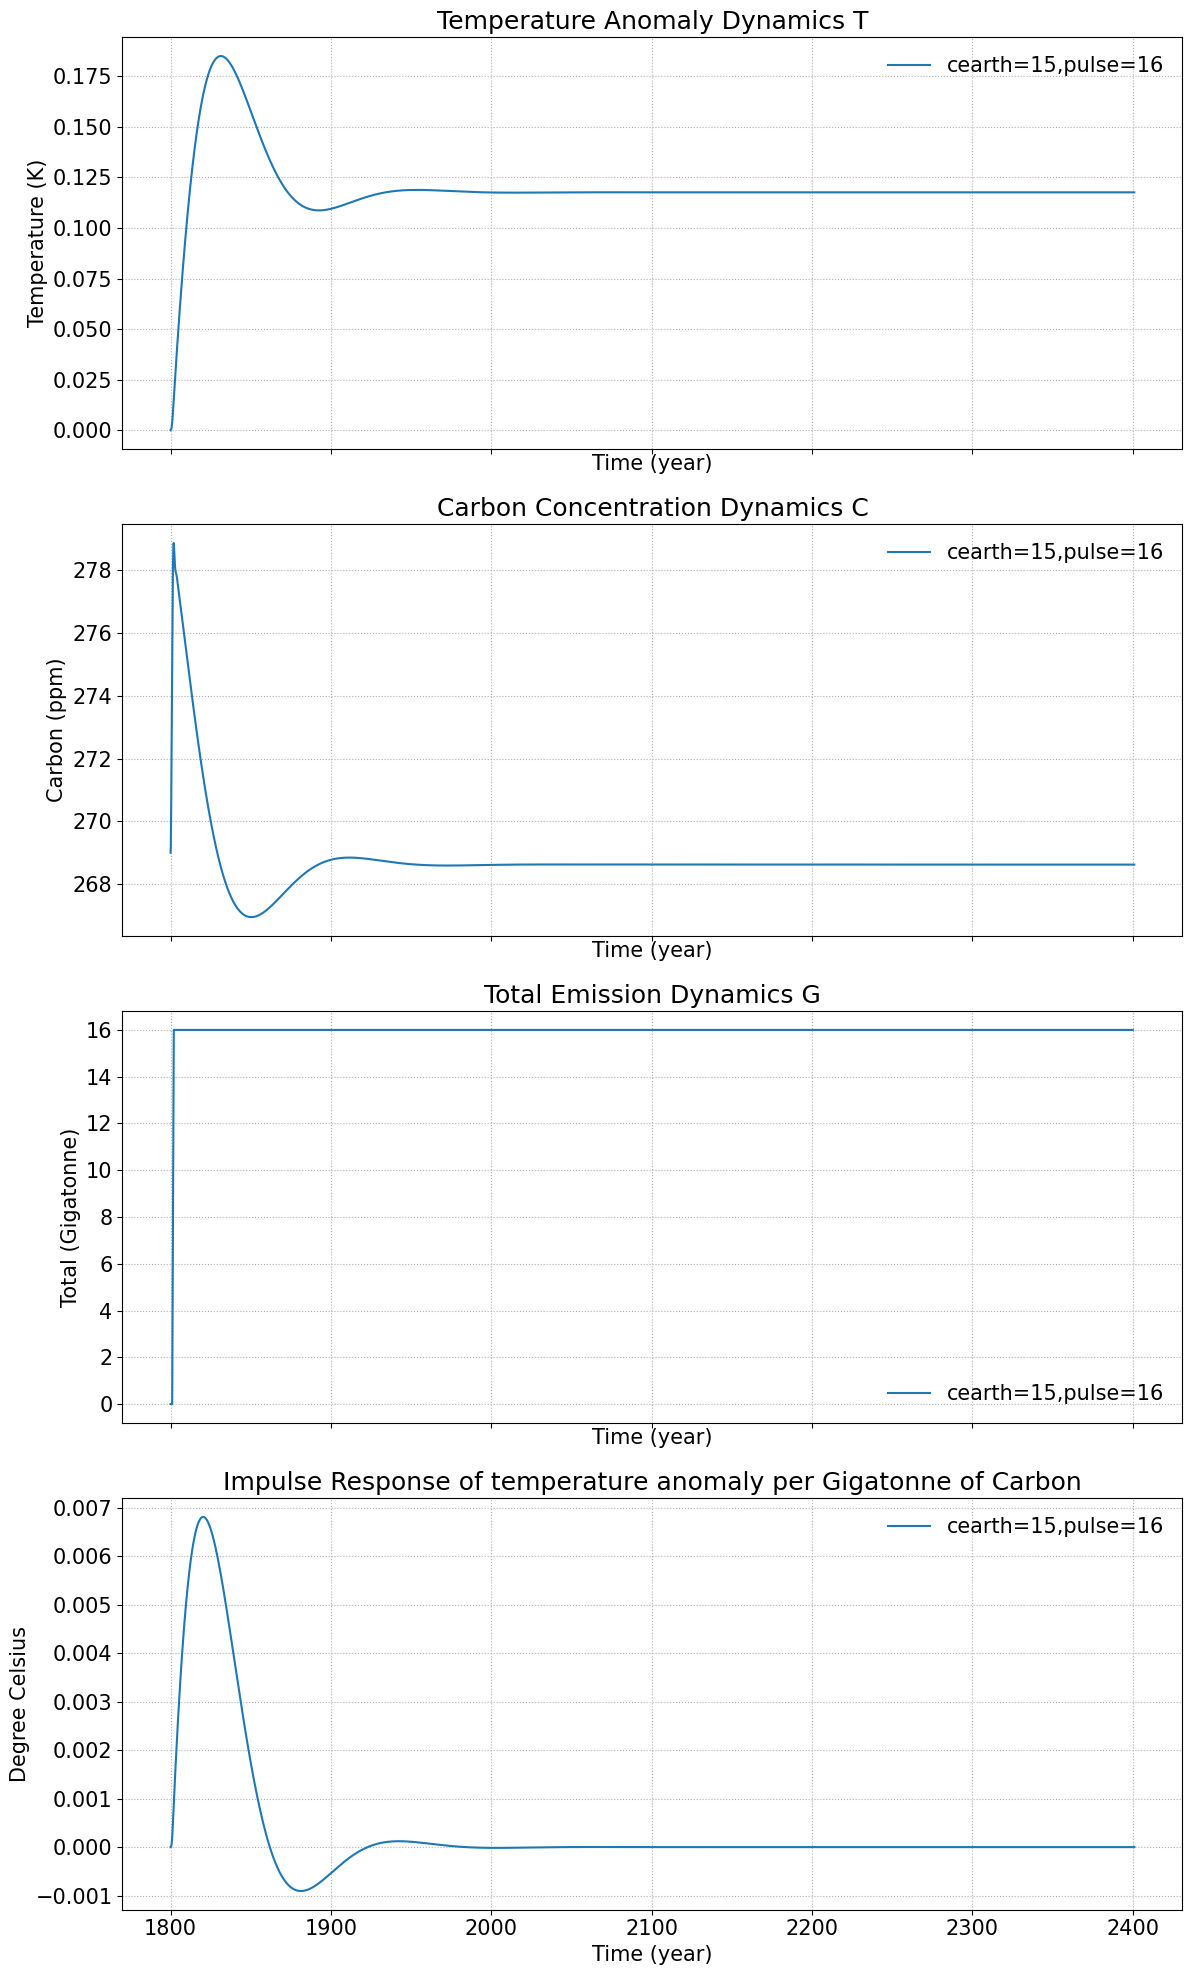 Temperature Anomaly Dynamics T
cearth=15,pulse=16
0.175
0.150
0.125
0.100
0.075
0.050
0.025
0.000
Temperature (K)
Time (year)
Carbon Concentration Dynamics C
cearth=15,pulse=16
278
276
274
272
270
268
Carbon (ppm)
Time (year)
Total Emission Dynamics G
16
14
12
10
8
6
4
2
0
Total (Gigatonne)
cearth=15,pulse=16
Time (year)
Impulse Response of temperature anomaly per Gigatonne of Carbon
cearth=15,pulse=16
0.007
0.006
0.005
0.004
0.003
0.002
0.001
0.000
−0.001
Degree Celsius
1800 1900 2000 2100 2200 2300 2400
Time (year)